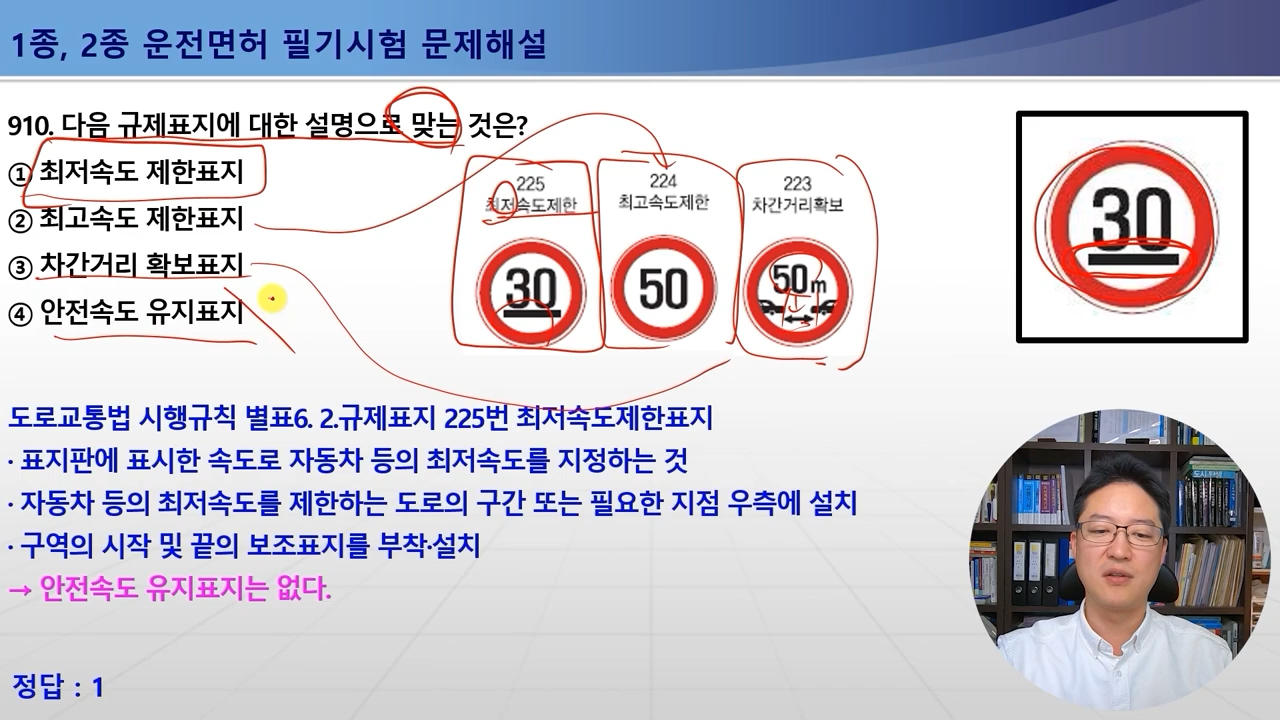 1종, 2종 운전면허 필기시험 문제해설
910. 다음 규제표지에 대한 설명으로 맞는 것은?
① 최저속도 제한표지
② 최고속도 제한표지
③ 차간거리 확보표지
④ 안전속도 유지표지
225
최저속도제한
30
224
최고속도제한
50
223
차간거리확보
50m
30
도로교통법 시행규칙 별표6. 2.규제표지 225번 최저속도제한표지
· 표지판에 표시한 속도로 자동차 등의 최저속도를 지정하는 것
· 자동차 등의 최저속도를 제한하는 도로의 구간 또는 필요한 지점 우측에 설치
· 구역의 시작 및 끝의 보조표지를 부착·설치
→ 안전속도 유지표지는 없다.
정답 : 1